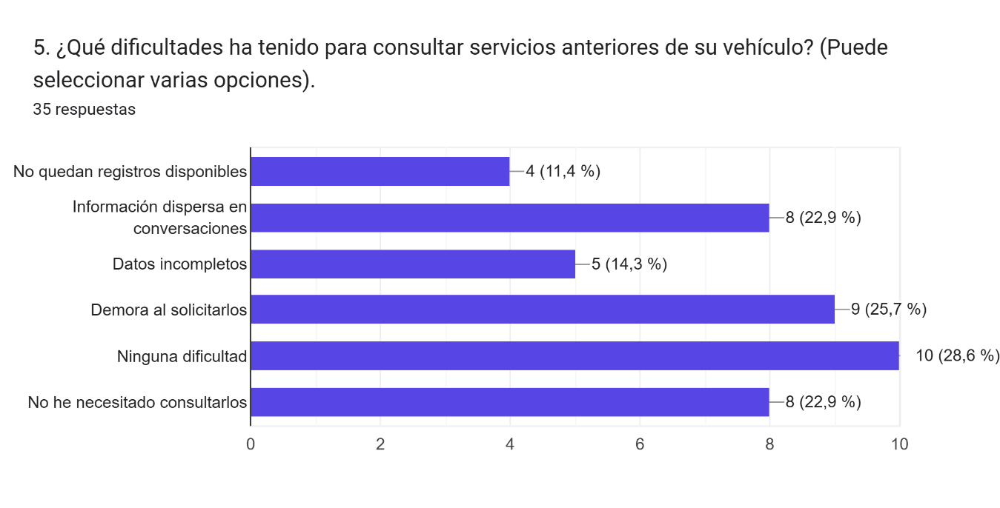 5. ¿Qué dificultades ha tenido para consultar servicios anteriores de su vehículo? (Puede
seleccionar varias opciones).
35 respuestas
No quedan registros disponibles
4 (11,4 %)
Información dispersa en
conversaciones
8 (22,9 %)
Datos incompletos
5 (14,3 %)
Demora al solicitarlos
9 (25,7 %)
Ninguna dificultad
10 (28,6 %)
No he necesitado consultarlos
8 (22,9 %)
0 2 4 6 8 10